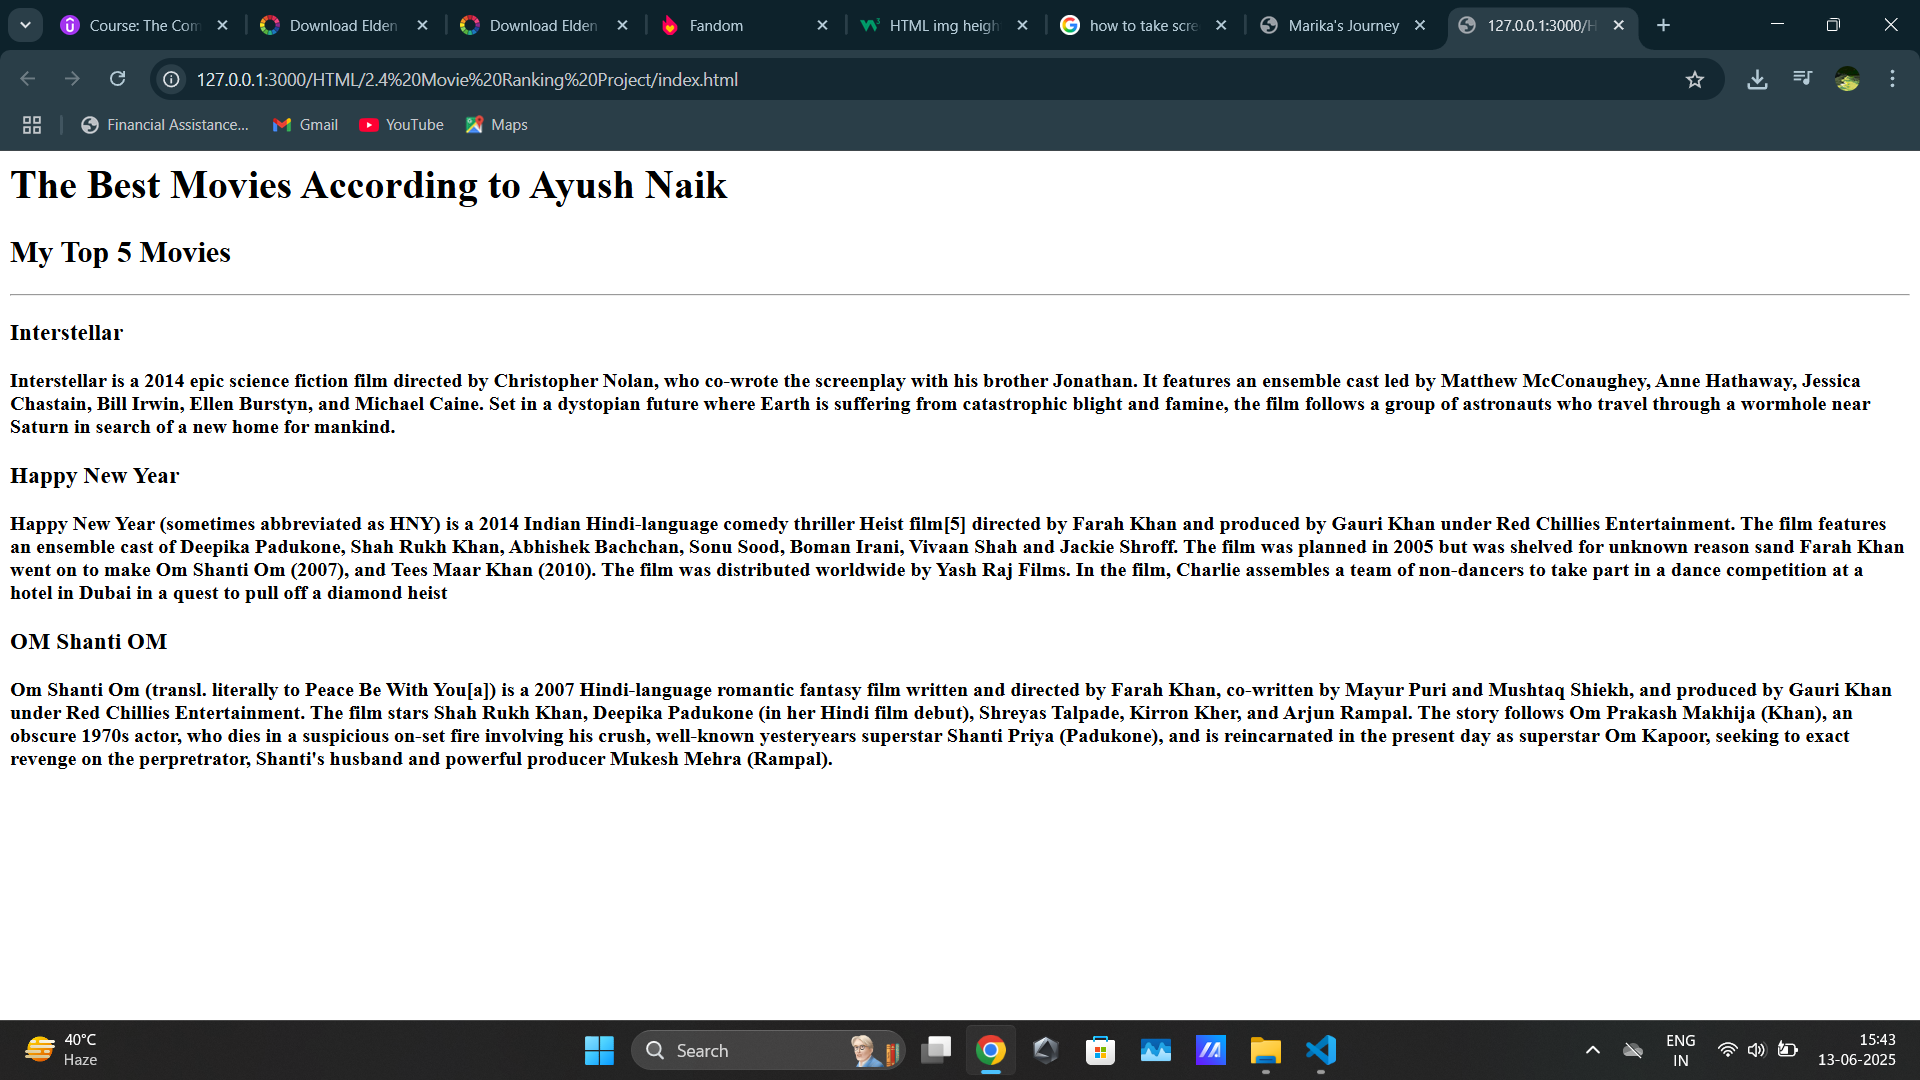 Course: The Com
Download Elden
Download Elden
Fandom
HTML img heigh
how to take scre
Marika's Journey
127.0.0.1:3000/H
127.0.0.1:3000/HTML/2.4%20Movie%20Ranking%20Project/index.html
Financial Assistance...
Gmail
YouTube
Maps
The Best Movies According to Ayush Naik
My Top 5 Movies
Interstellar
Interstellar is a 2014 epic science fiction film directed by Christopher Nolan, who co-wrote the screenplay with his brother Jonathan. It features an ensemble cast led by Matthew McConaughey, Anne Hathaway, Jessica
Chastain, Bill Irwin, Ellen Burstyn, and Michael Caine. Set in a dystopian future where Earth is suffering from catastrophic blight and famine, the film follows a group of astronauts who travel through a wormhole near
Saturn in search of a new home for mankind.
Happy New Year
Happy New Year (sometimes abbreviated as HNY) is a 2014 Indian Hindi-language comedy thriller Heist film[5] directed by Farah Khan and produced by Gauri Khan under Red Chillies Entertainment. The film features
an ensemble cast of Deepika Padukone, Shah Rukh Khan, Abhishek Bachchan, Sonu Sood, Boman Irani, Vivaan Shah and Jackie Shroff. The film was planned in 2005 but was shelved for unknown reason sand Farah Khan
went on to make Om Shanti Om (2007), and Tees Maar Khan (2010). The film was distributed worldwide by Yash Raj Films. In the film, Charlie assembles a team of non-dancers to take part in a dance competition at a
hotel in Dubai in a quest to pull off a diamond heist
OM Shanti OM
Om Shanti Om (transl. literally to Peace Be With You[a]) is a 2007 Hindi-language romantic fantasy film written and directed by Farah Khan, co-written by Mayur Puri and Mushtaq Shiekh, and produced by Gauri Khan
under Red Chillies Entertainment. The film stars Shah Rukh Khan, Deepika Padukone (in her Hindi film debut), Shreyas Talpade, Kirron Kher, and Arjun Rampal. The story follows Om Prakash Makhija (Khan), an
obscure 1970s actor, who dies in a suspicious on-set fire involving his crush, well-known yesteryears superstar Shanti Priya (Padukone), and is reincarnated in the present day as superstar Om Kapoor, seeking to exact
revenge on the perpretrator, Shanti's husband and powerful producer Mukesh Mehra (Rampal).
40°C
Haze
Search
ENG
IN
15:43
13-06-2025